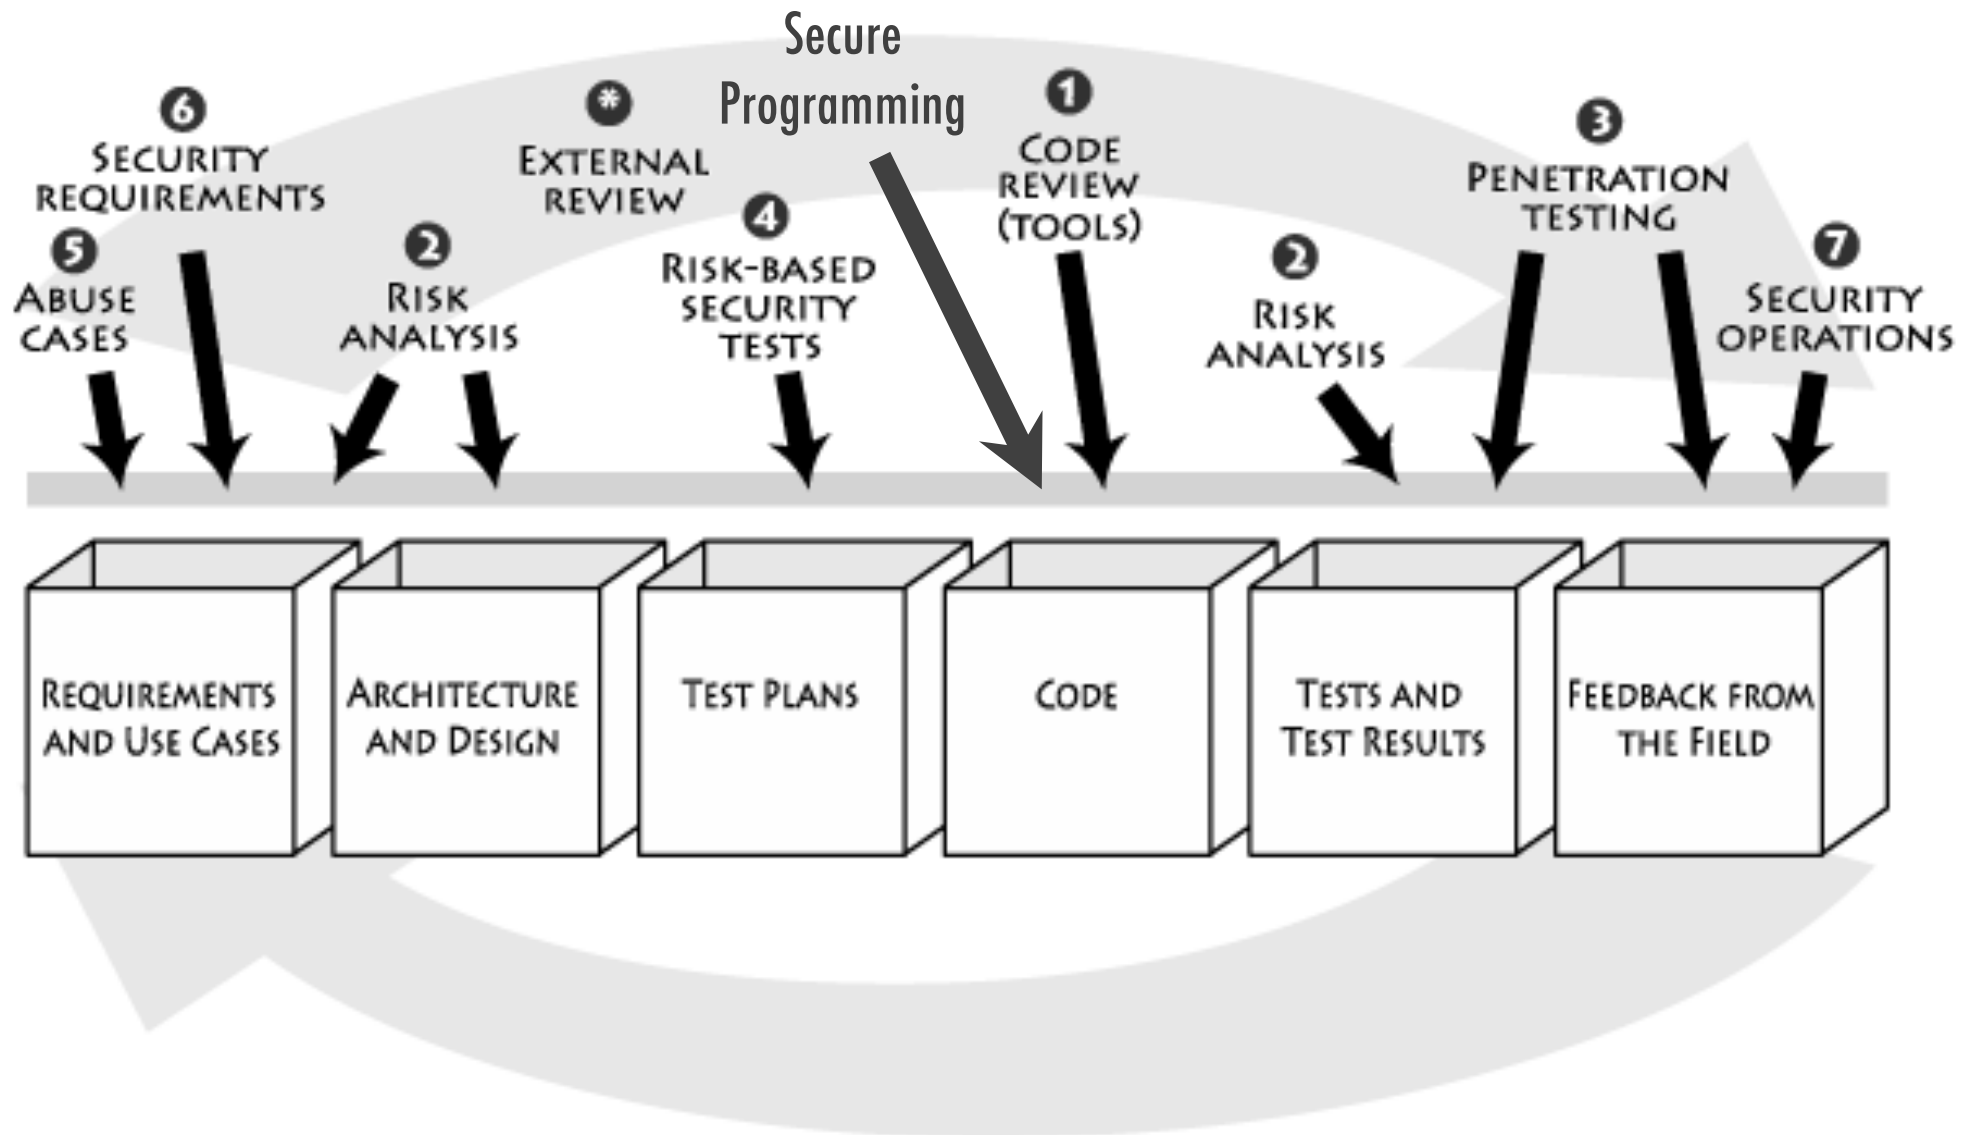 Secure
Programming
6
SECURITY
REQUIREMENTS
5
ABUSE
CASES
2
RISK
ANALYSIS
*
EXTERNAL
REVIEW
4
RISK-BASED
SECURITY
TESTS
1
CODE
REVIEW
(TOOLS)
2
RISK
ANALYSIS
3
PENETRATION
TESTING
7
SECURITY
OPERATIONS
REQUIREMENTS
AND USE CASES
ARCHITECTURE
AND DESIGN
TEST PLANS
CODE
TESTS AND
TEST RESULTS
FEEDBACK FROM
THE FIELD